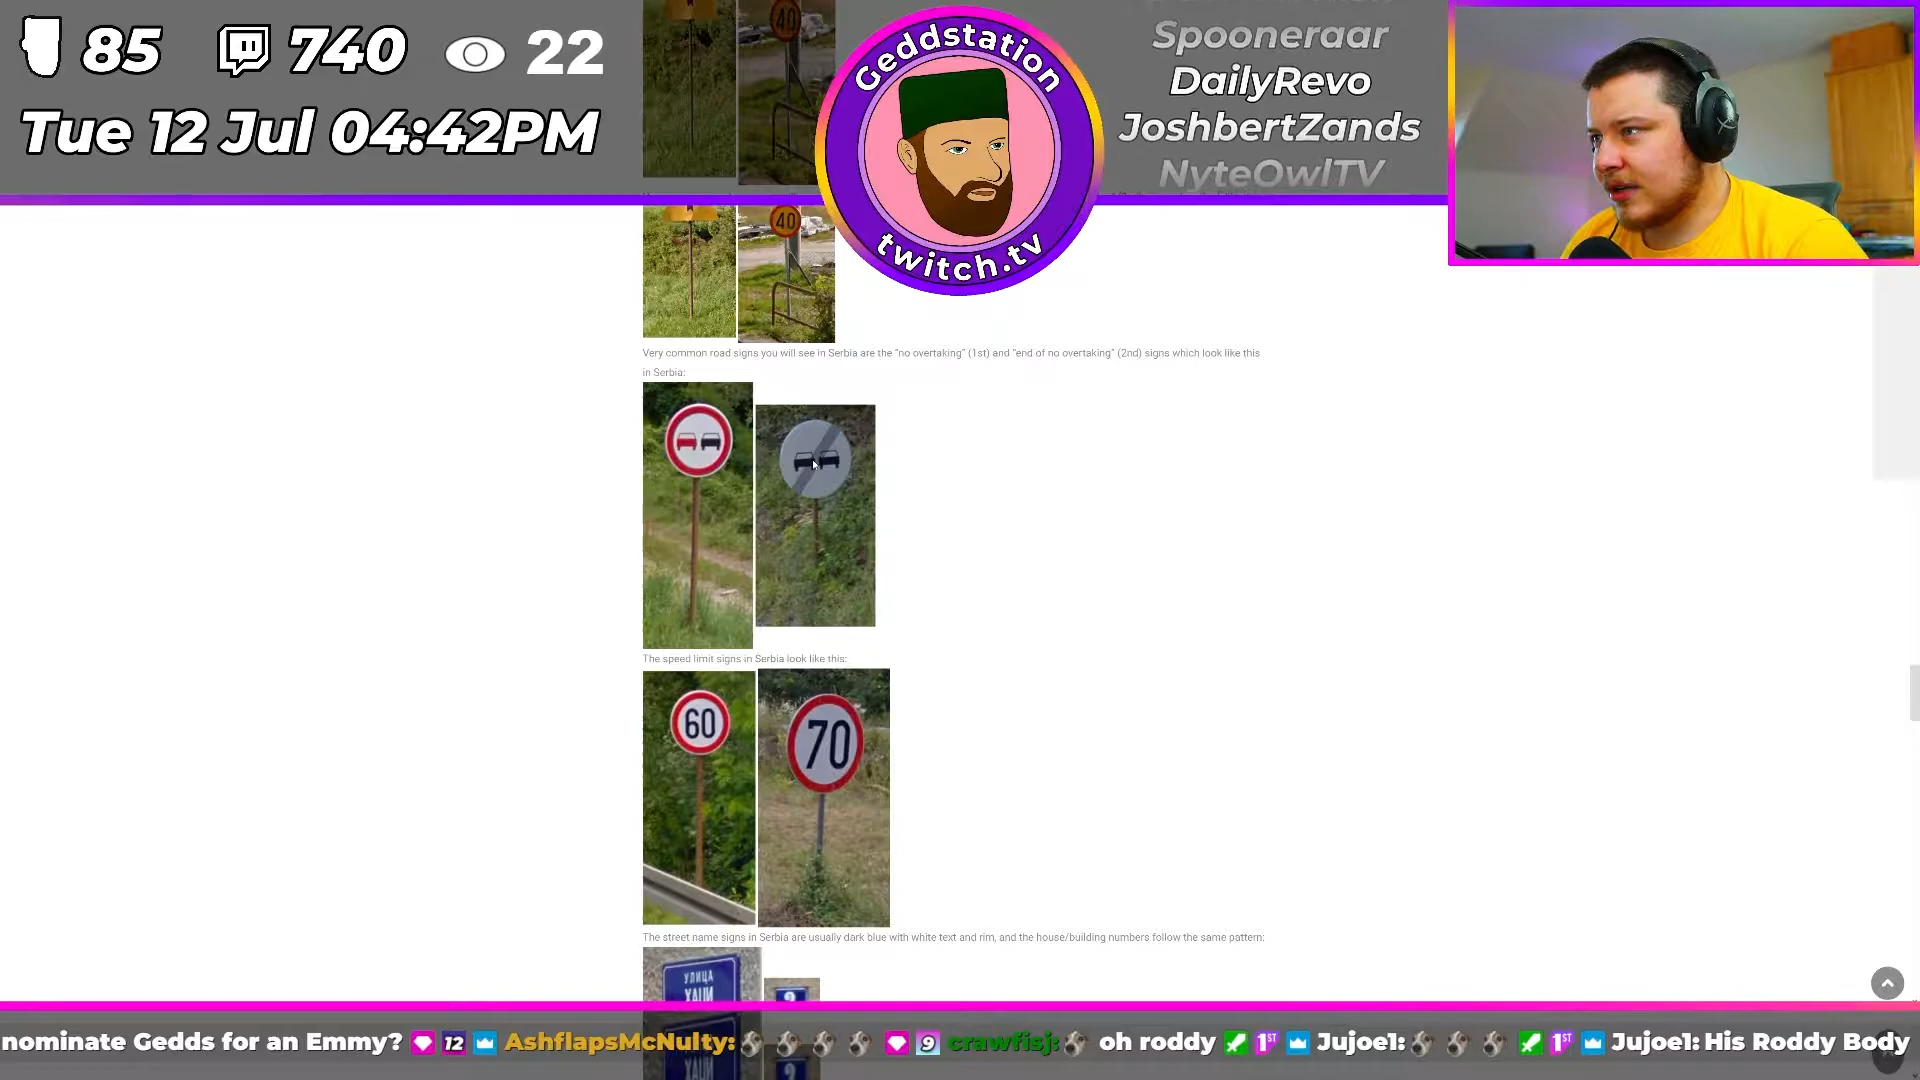 85 740 22
Tue 12 Jul 04:42PM
Geddstation
twitch.tv
Spooneraar
DailyRevo
JoshbertZands
NyteOwlTV
40
40
Very common road signs you will see in Serbia are the "no overtaking" (1st) and "end of no overtaking" (2nd) signs which look like this
in Serbia:
The speed limit signs in Serbia look like this:
60
70
The street name signs in Serbia are usually dark blue with white text and rim, and the house/building numbers follow the same pattern:
УЛИЦА
2
nominate Gedds for an Emmy? 12 AshflapsMcNulty: 9 crawfisj: oh roddy 1ST Jujoe1: 1ST Jujoe1: His Roddy Body